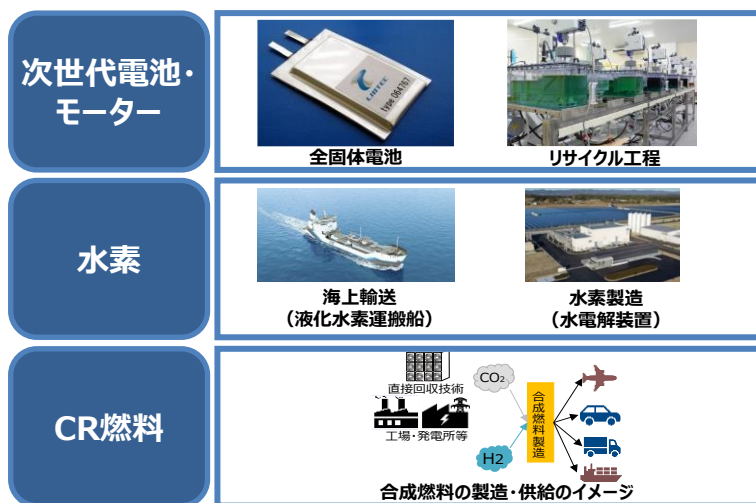 次世代電池・
モーター
LIBTEC
type 064767
全固体電池
リサイクル工程
水素
海上輸送
（液化水素運搬船）
水素製造
（水電解装置）
CR燃料
直接回収技術
工場・発電所等
CO₂
H2
合成燃料製造
合成燃料の製造・供給のイメージ